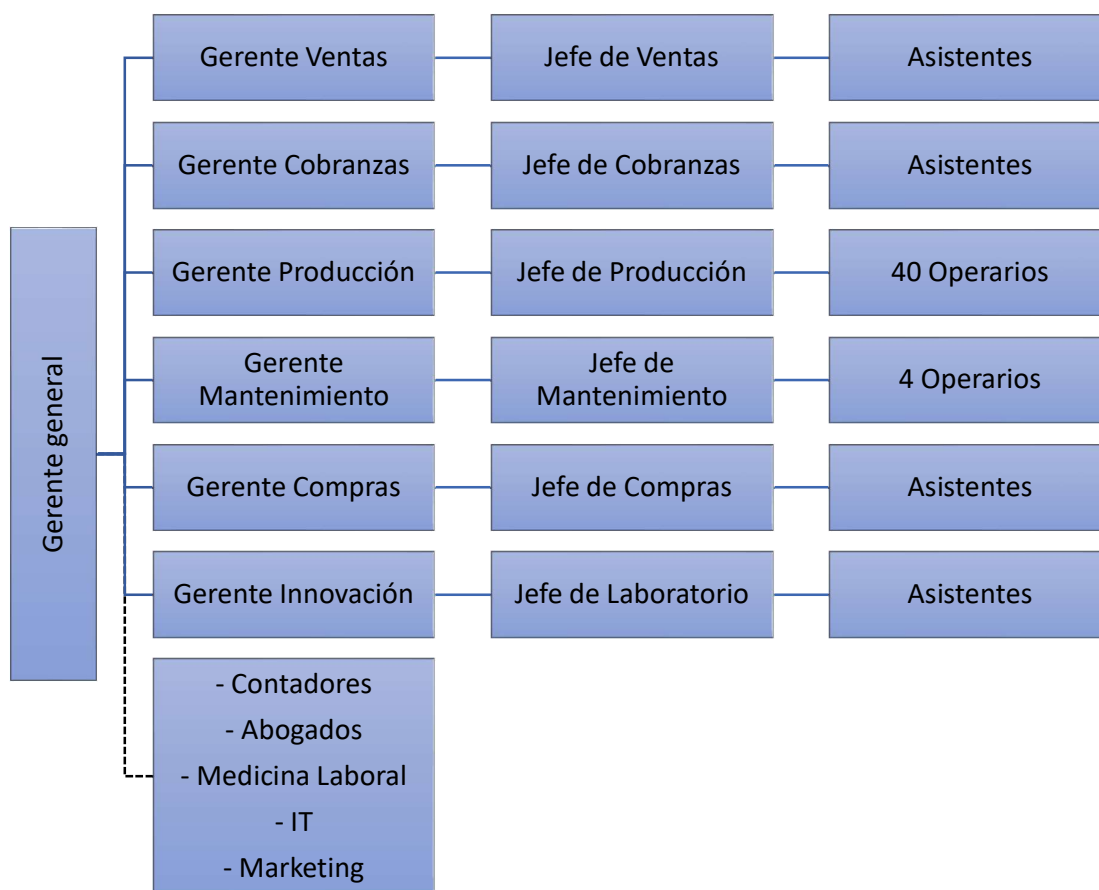 Gerente general
Gerente Ventas
Jefe de Ventas
Asistentes
Gerente Cobranzas
Jefe de Cobranzas
Asistentes
Gerente Producción
Jefe de Producción
40 Operarios
Gerente
Mantenimiento
Jefe de
Mantenimiento
4 Operarios
Gerente Compras
Jefe de Compras
Asistentes
Gerente Innovación
Jefe de Laboratorio
Asistentes
- Contadores
- Abogados
- Medicina Laboral
- IT
- Marketing